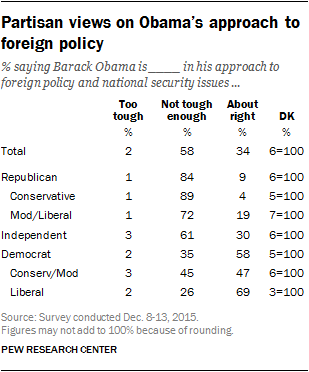 Partisan views on Obama's approach to
foreign policy
% saying Barack Obama is ____ in his approach to
foreign policy and national security issues ...
Too tough Not tough enough About right DK
% % % %
Total 2 58 34 6=100
Republican 1 84 9 6=100
Conservative 1 89 4 5=100
Mod/Liberal 1 72 19 7=100
Independent 3 61 30 6=100
Democrat 2 35 58 5=100
Conserv/Mod 3 45 47 6=100
Liberal 2 26 69 3=100
Source: Survey conducted Dec. 8-13, 2015.
Figures may not add to 100% because of rounding.
PEW RESEARCH CENTER